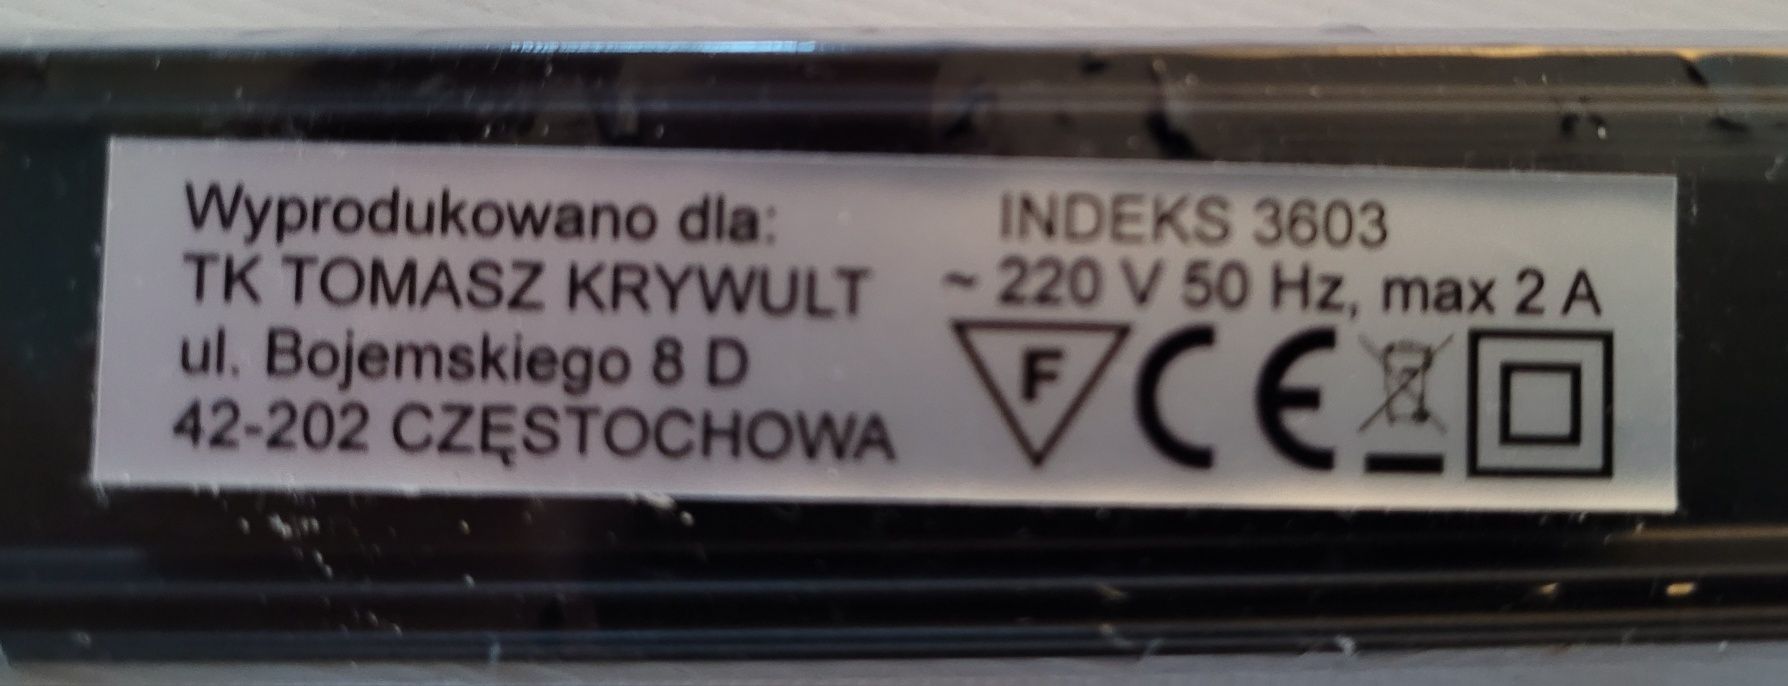 Wyprodukowano dla:
TK TOMASZ KRYWULT
ul. Bojemskiego 8 D
42-202 CZĘSTOCHOWA
INDEKS 3603
~ 220 V 50 Hz, max 2 A
F CE